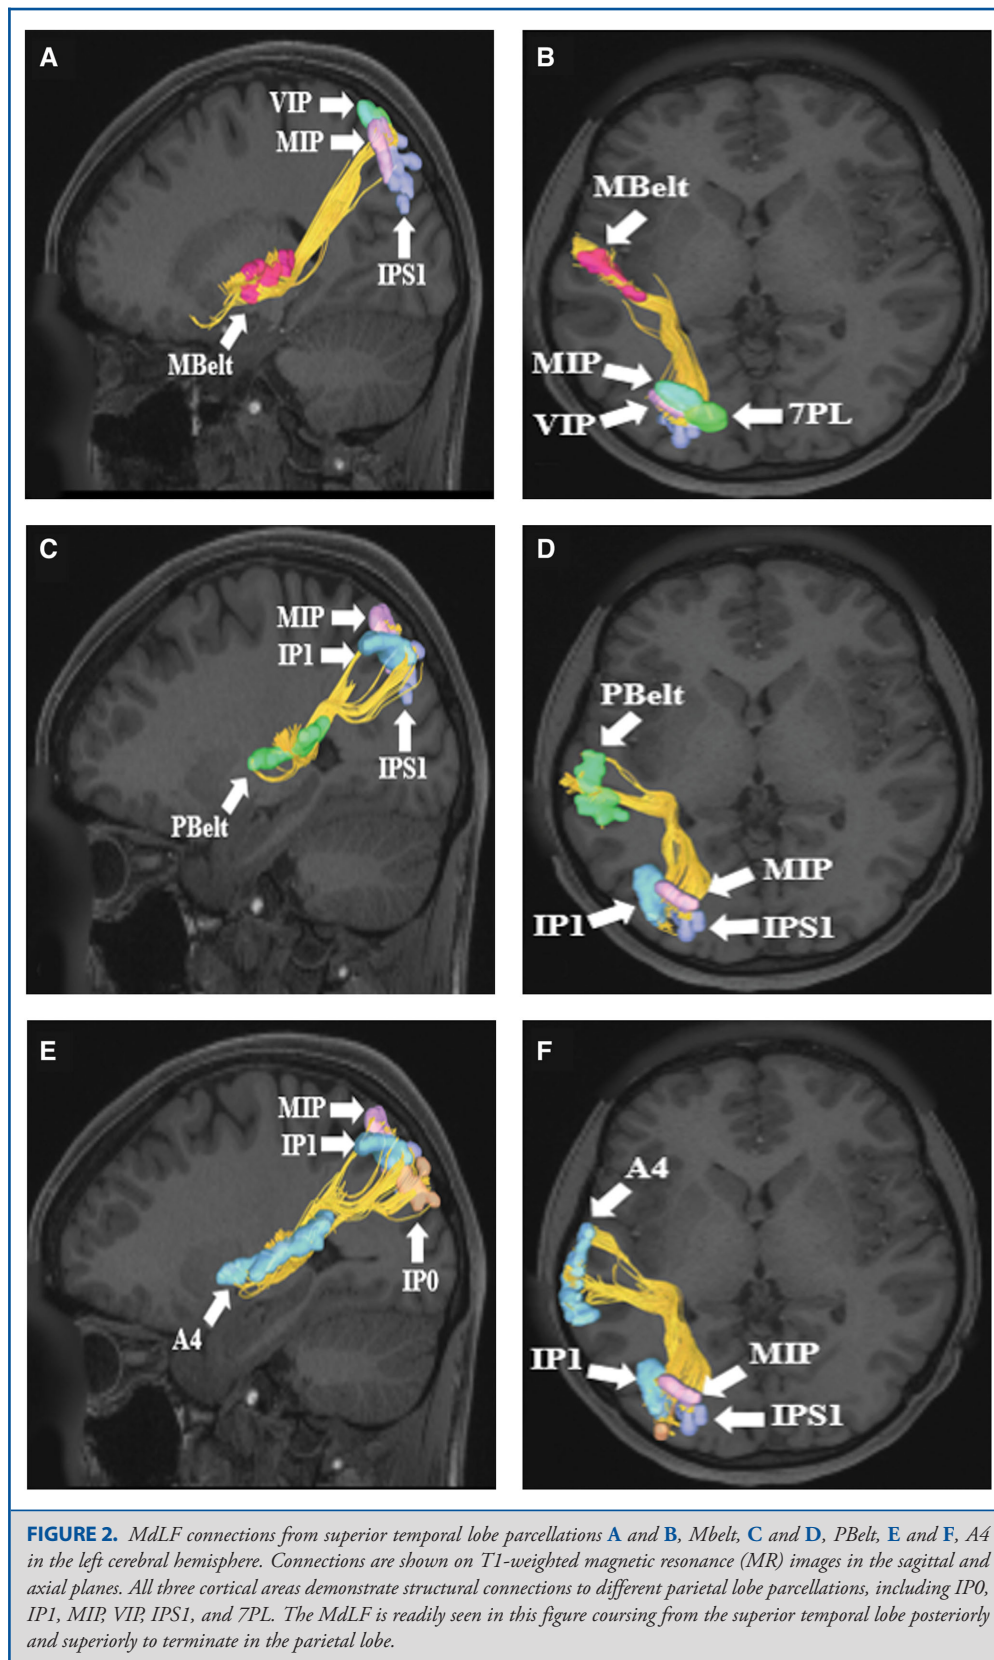 A
VIP
MIP
IPS1
MBelt
B
MBelt
MIP
VIP
7PL
C
MIP
IP1
IPS1
PBelt
D
PBelt
MIP
IP1
IPS1
E
MIP
IP1
IP0
A4
F
A4
IP1
MIP
IPS1
FIGURE 2. MdLF connections from superior temporal lobe parcellations A and B, Mbelt, C and D, PBelt, E and F, A4
in the left cerebral hemisphere. Connections are shown on T1-weighted magnetic resonance (MR) images in the sagittal and
axial planes. All three cortical areas demonstrate structural connections to different parietal lobe parcellations, including IP0,
IP1, MIP, VIP, IPS1, and 7PL. The MdLF is readily seen in this figure coursing from the superior temporal lobe posteriorly
and superiorly to terminate in the parietal lobe.